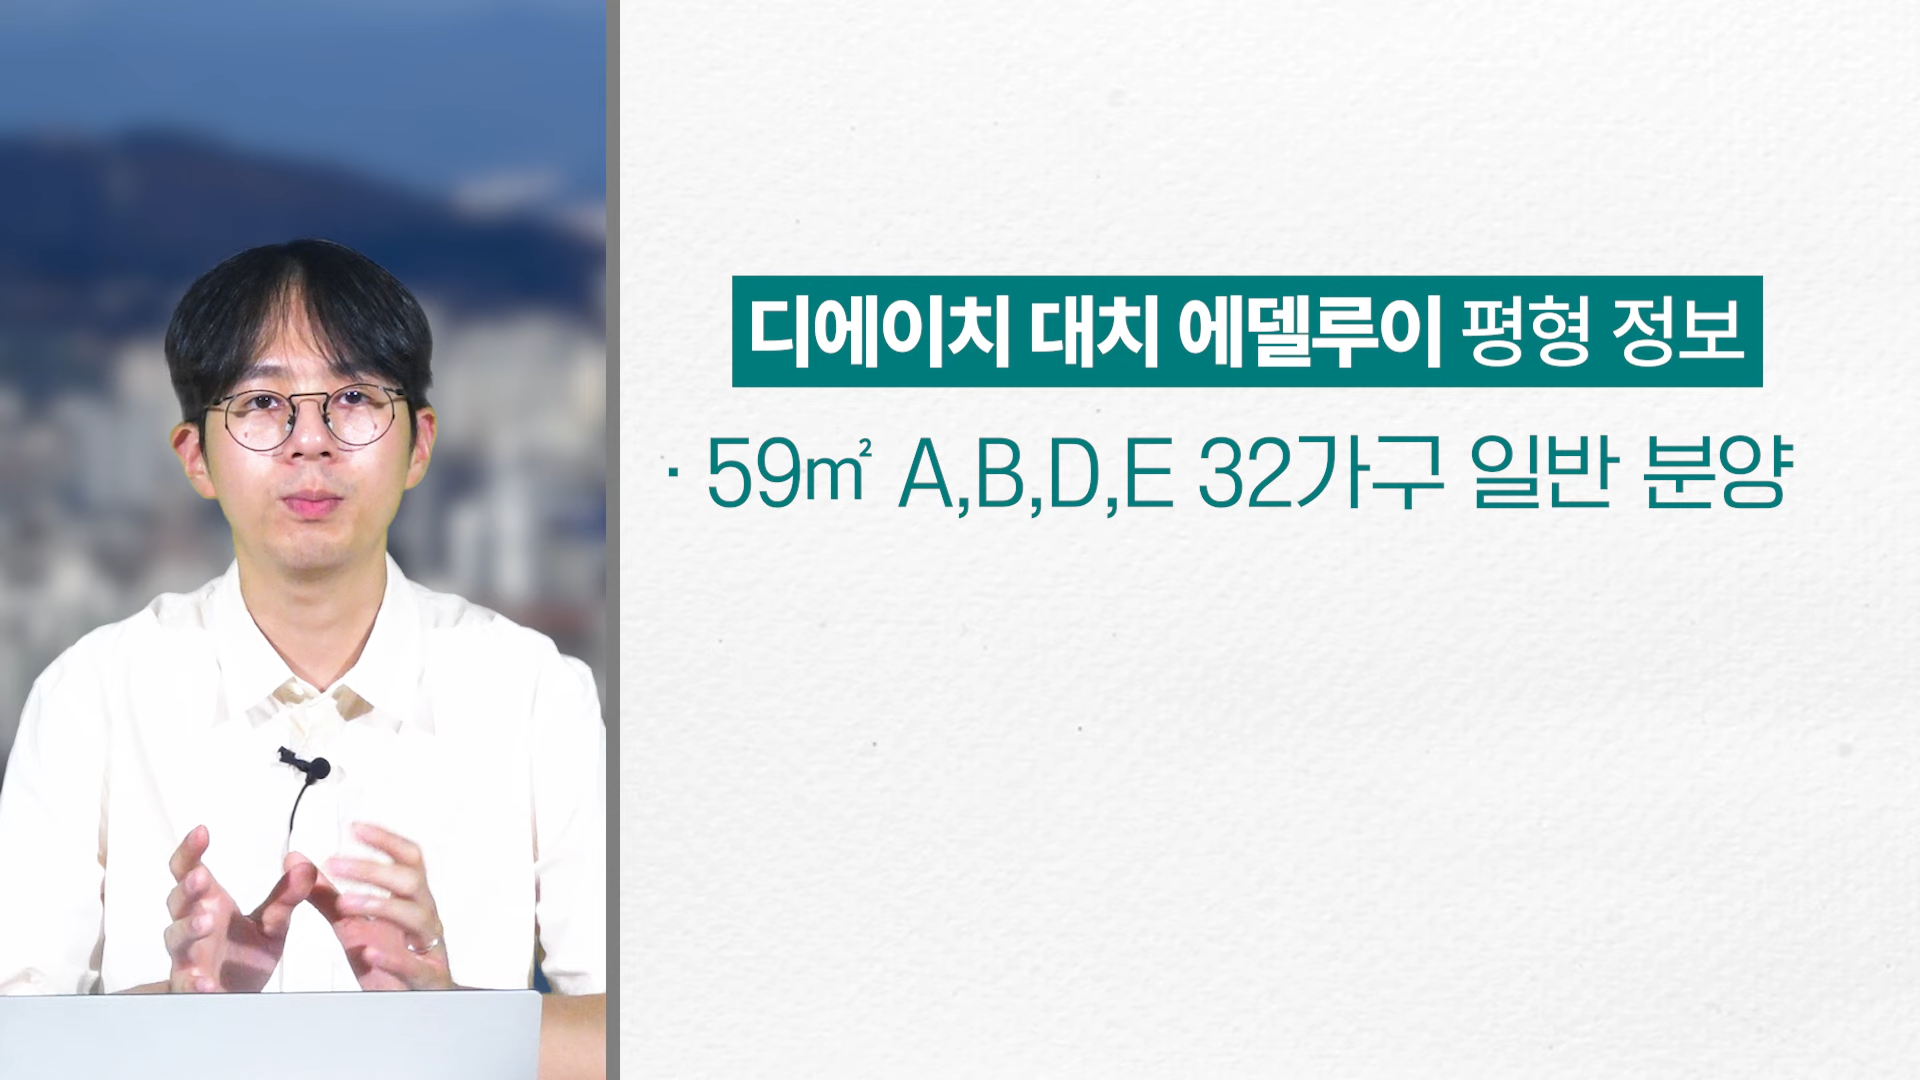 디에이치 대치 에델루이 평형 정보
· 59㎡ A,B,D,E 32가구 일반 분양